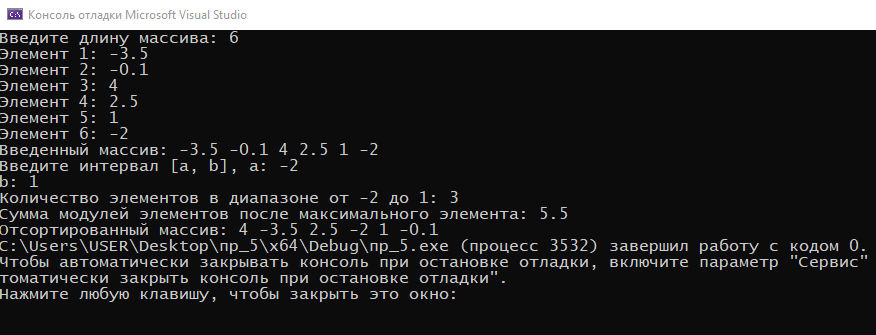 Консоль отладки Microsoft Visual Studio
Введите длину массива: 6
Элемент 1: -3.5
Элемент 2: -0.1
Элемент 3: 4
Элемент 4: 2.5
Элемент 5: 1
Элемент 6: -2
Введенный массив: -3.5 -0.1 4 2.5 1 -2
Введите интервал [a, b], a: -2
b: 1
Количество элементов в диапазоне от -2 до 1: 3
Сумма модулей элементов после максимального элемента: 5.5
Отсортированный массив: 4 -3.5 2.5 -2 1 -0.1
C:\Users\USER\Desktop\пр_5\x64\Debug\пр_5.exe (процесс 3532) завершил работу с кодом 0.
Чтобы автоматически закрывать консоль при остановке отладки, включите параметр "Сервис"
томатически закрыть консоль при остановке отладки".
Нажмите любую клавишу, чтобы закрыть это окно: